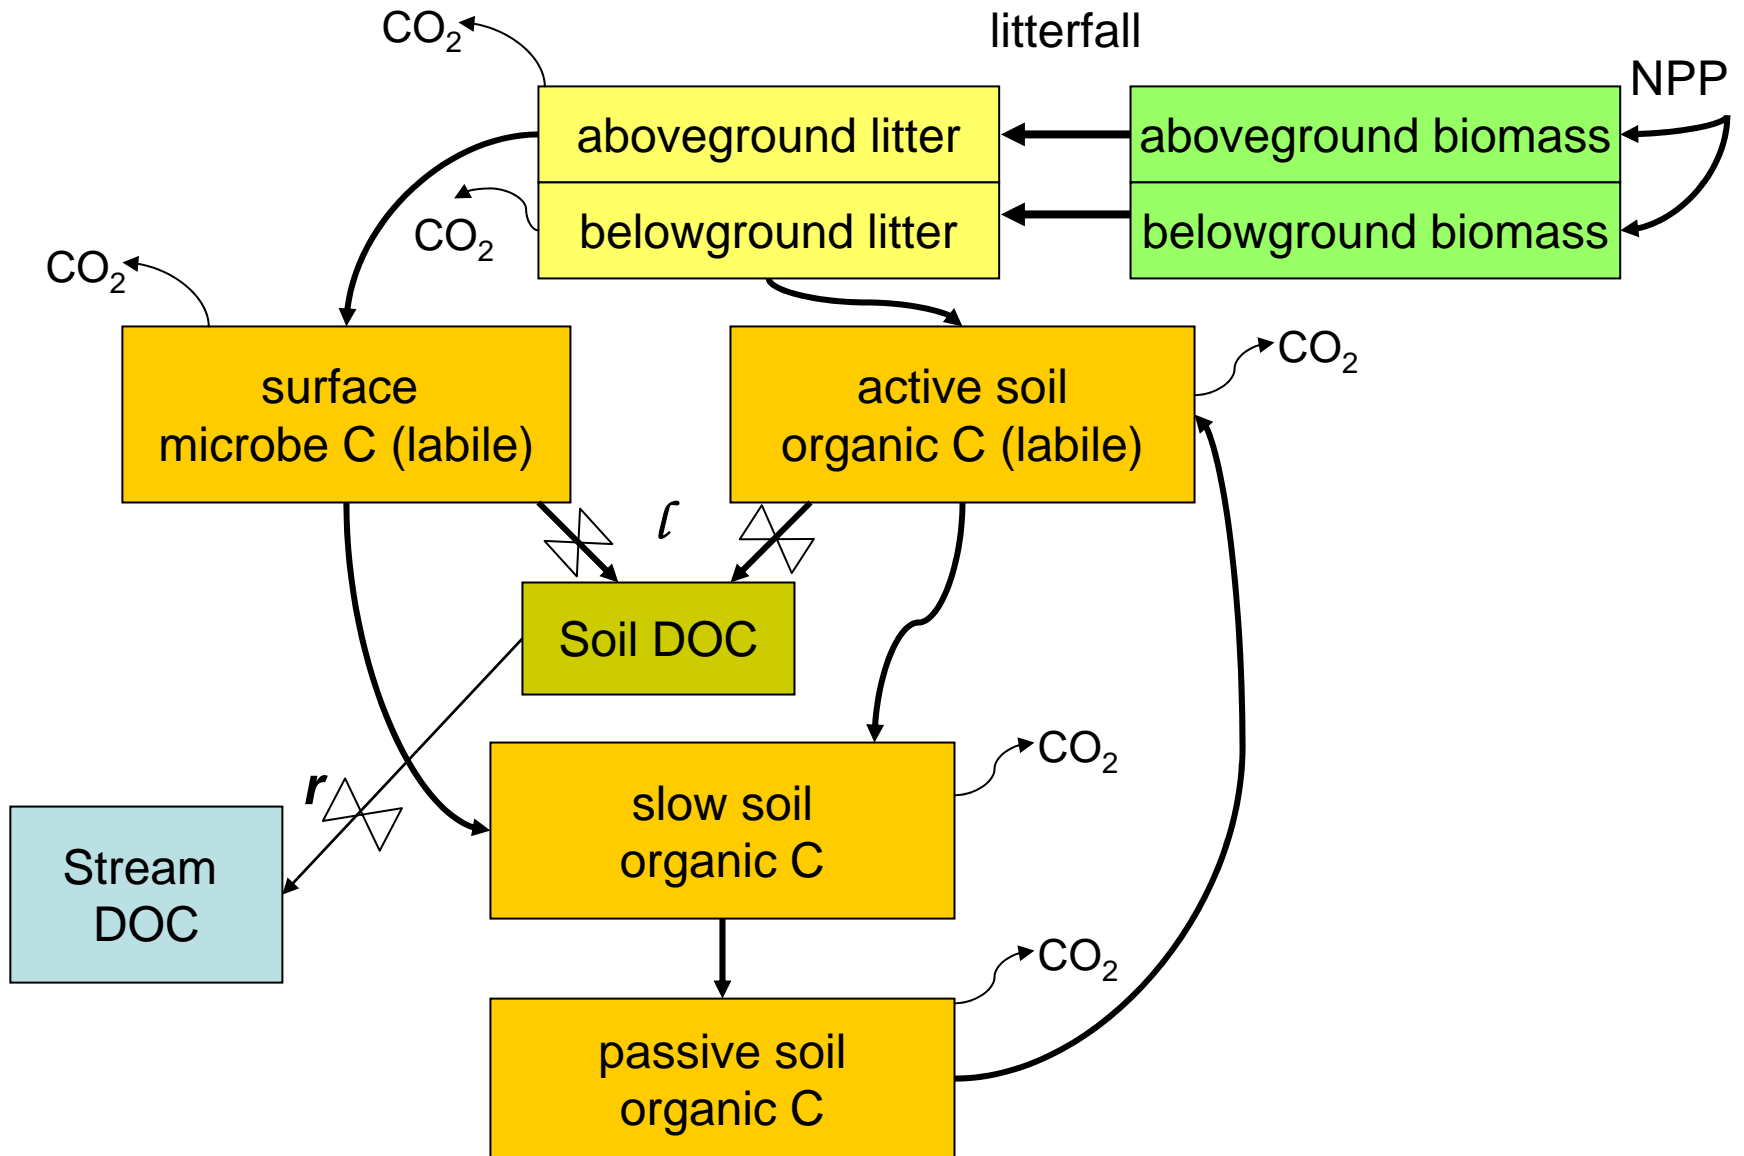 CO2
litterfall
NPP
aboveground litter
aboveground biomass
CO2
belowground litter
belowground biomass
CO2
surface
microbe C (labile)
active soil
organic C (labile)
CO2
l
Soil DOC
r
Stream
DOC
slow soil
organic C
CO2
passive soil
organic C
CO2